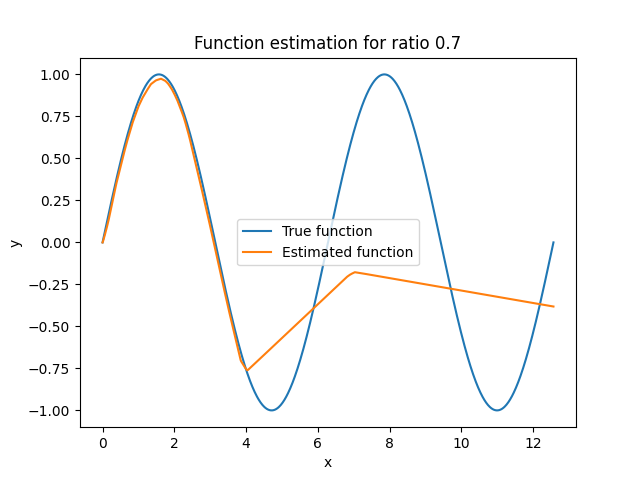 Function estimation for ratio 0.7
1.00
0.75
0.50
0.25
0.00
−0.25
−0.50
−0.75
−1.00
y
True function
Estimated function
0 2 4 6 8 10 12
x